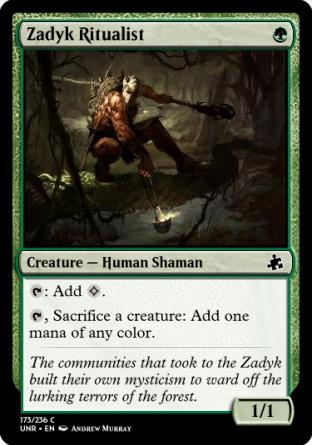 Zadyk Ritualist
Creature — Human Shaman
: Add .
, Sacrifice a creature: Add one
mana of any color.
The communities that took to the Zadyk
built their own mysticism to ward off the
lurking terrors of the forest.
1/1
173/236 C
UNR • EN Andrew Murray